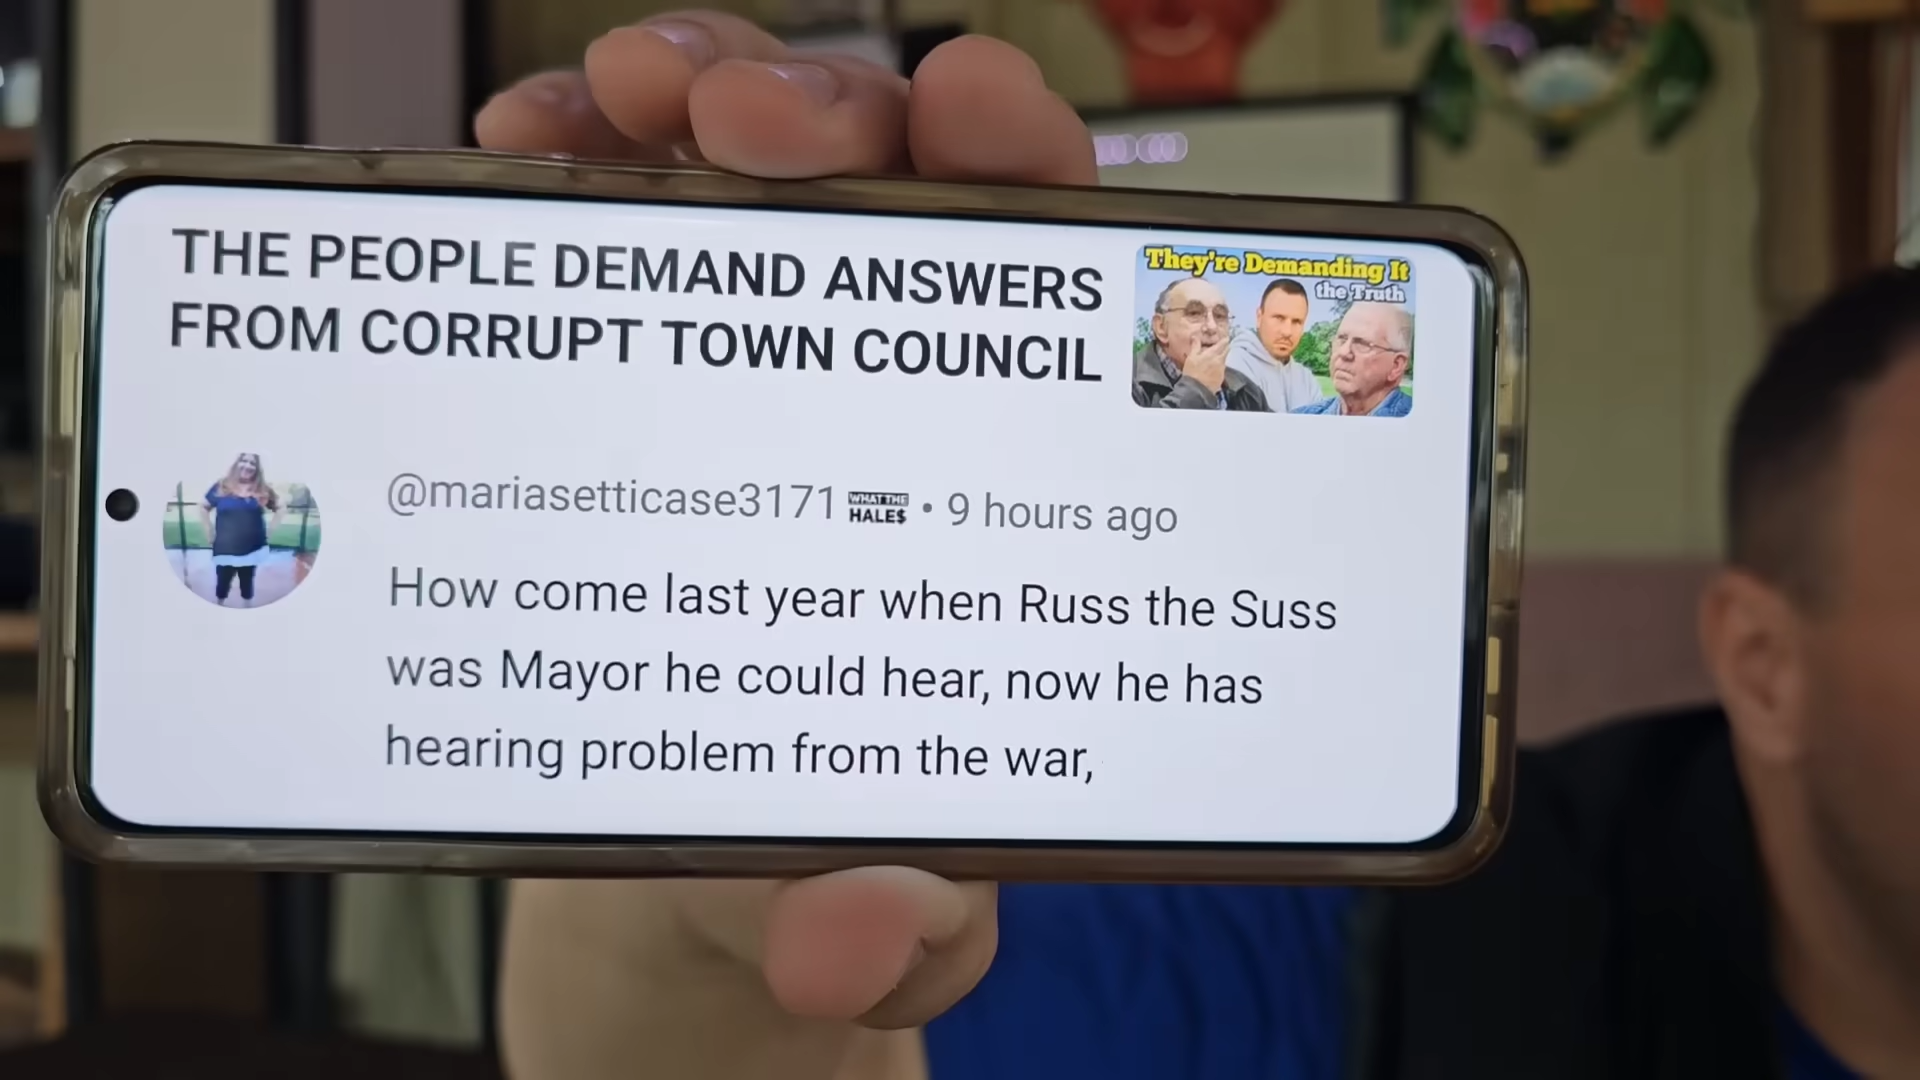 THE PEOPLE DEMAND ANSWERS
FROM CORRUPT TOWN COUNCIL
They're Demanding It
the Truth
@mariasetticase3171 WHAT THE HALE$ • 9 hours ago
How come last year when Russ the Suss
was Mayor he could hear, now he has
hearing problem from the war,